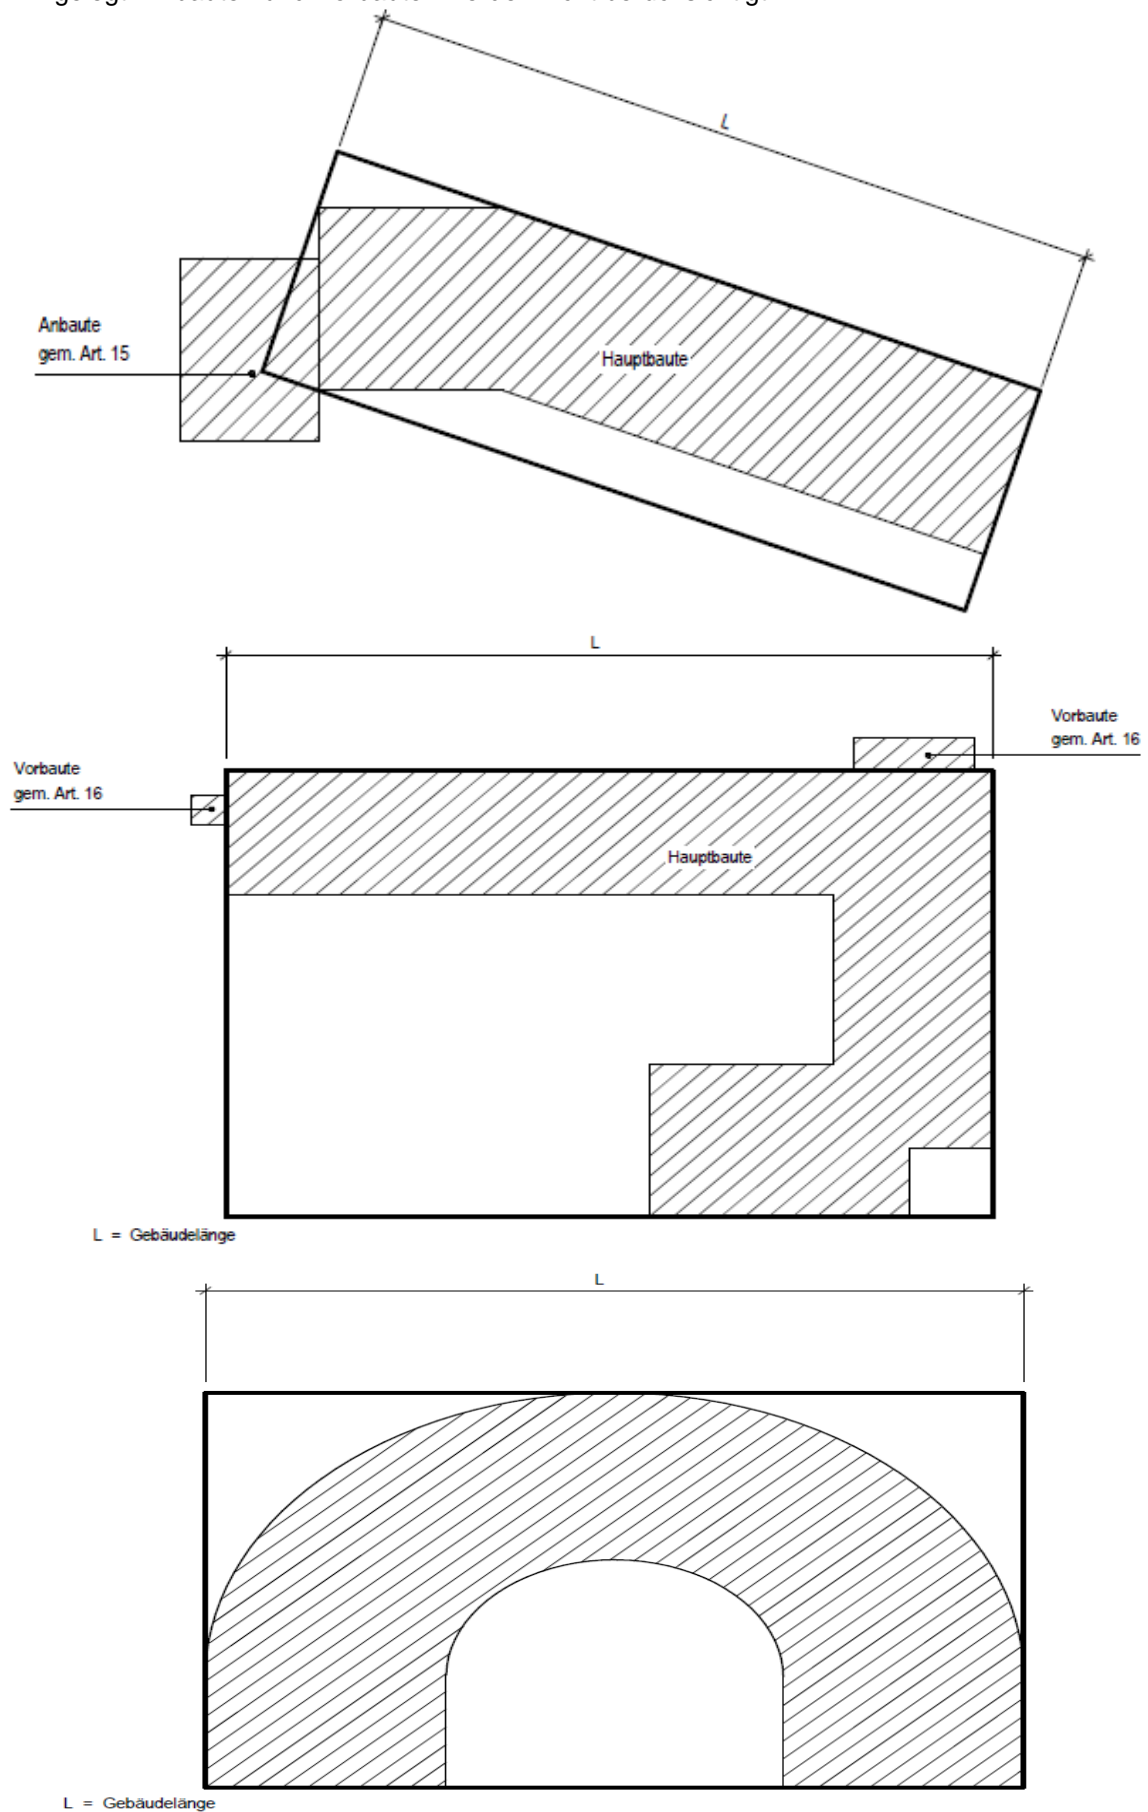 L
Anbaute
gem. Art. 15
Hauptbaute
L
Vorbaute
gem. Art. 16
Vorbaute
gem. Art. 16
Hauptbaute
L = Gebäudelänge
L
L = Gebäudelänge